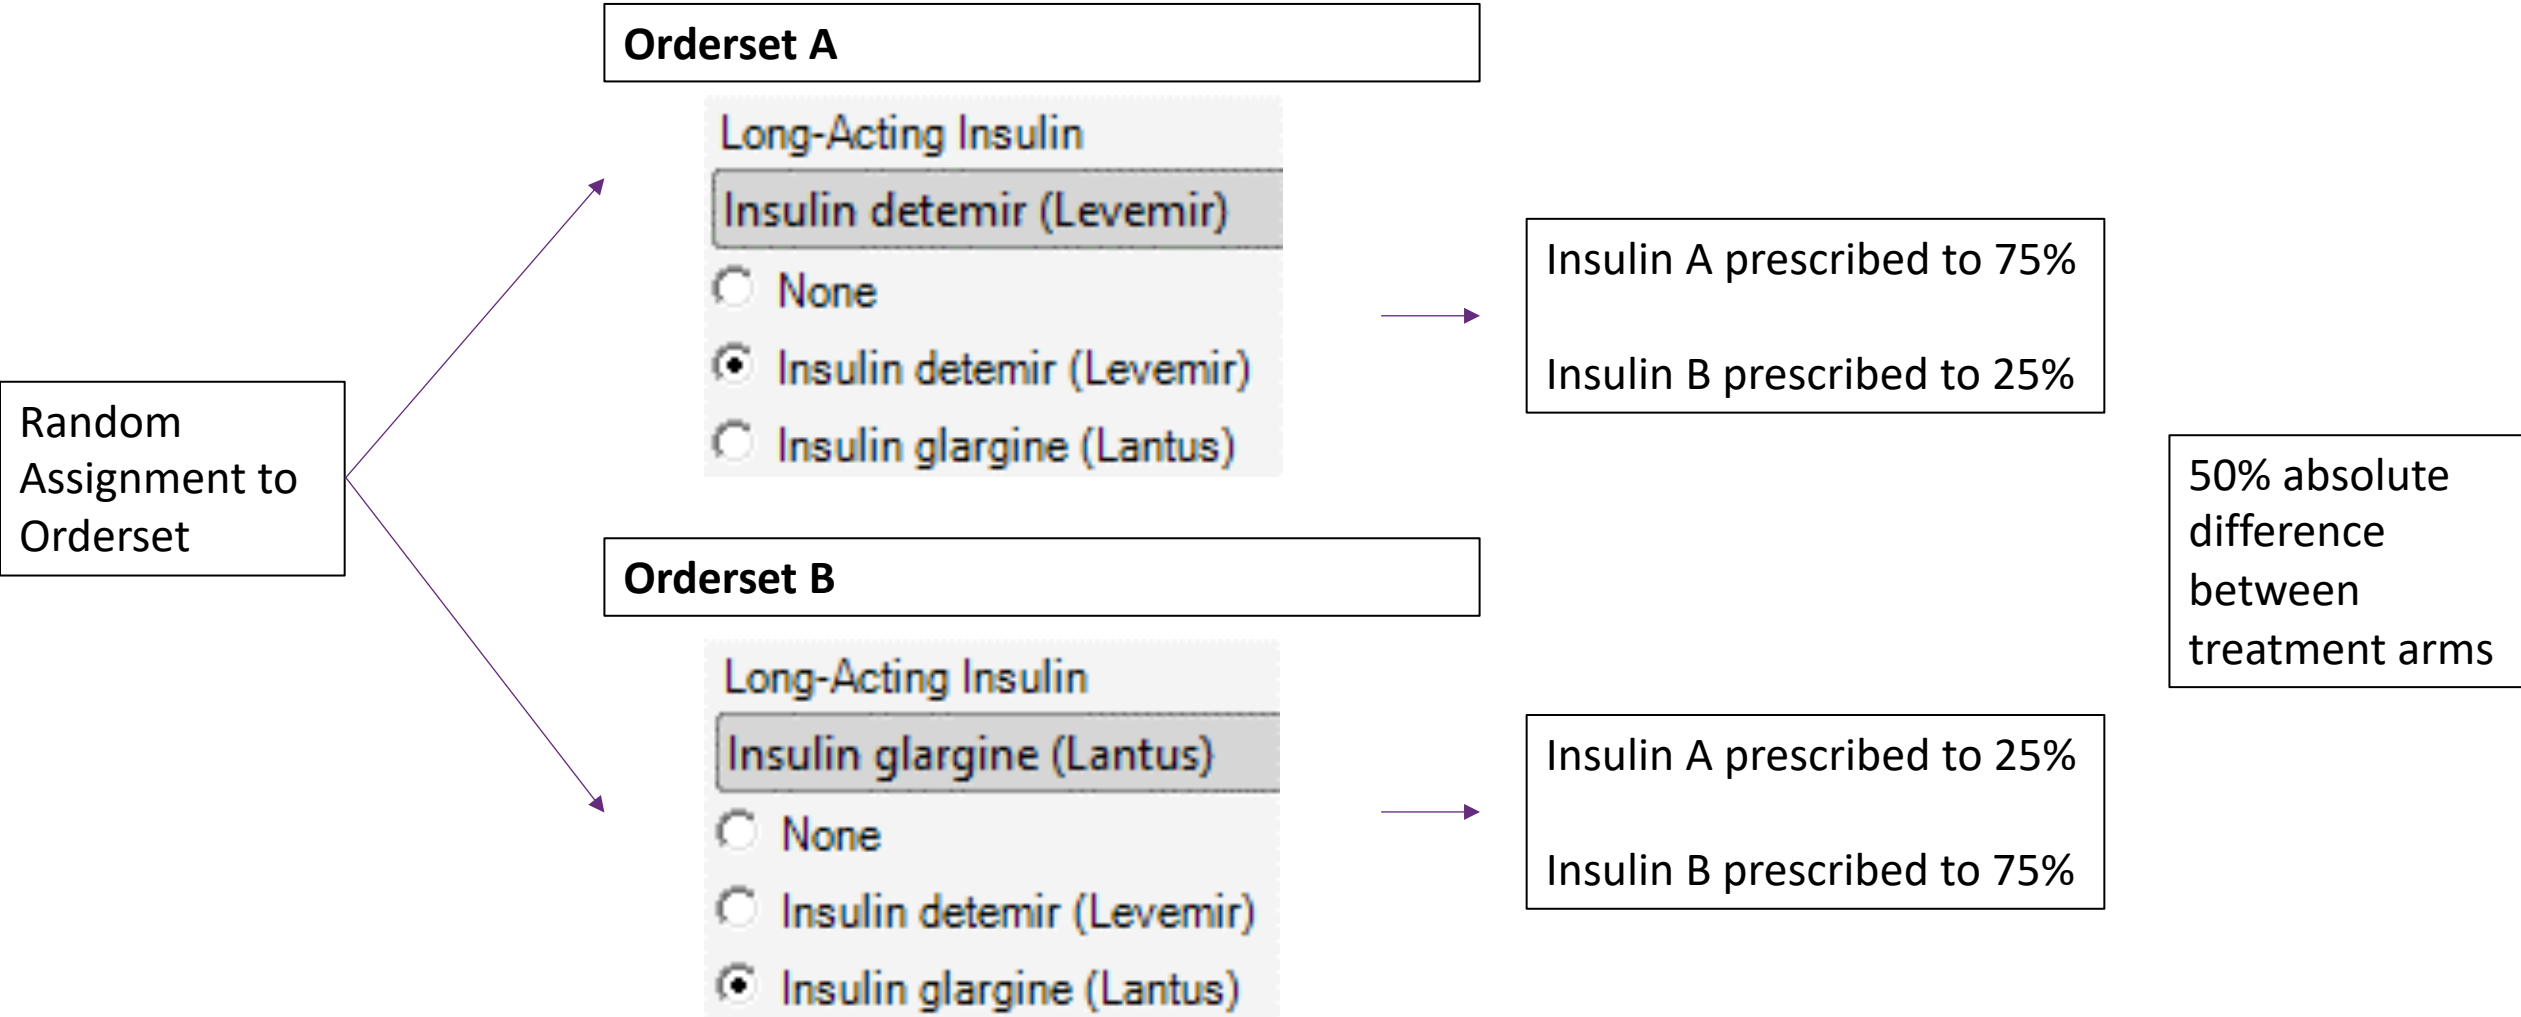 Orderset A
Long-Acting Insulin
Insulin detemir (Levemir)
None
Insulin detemir (Levemir)
Insulin glargine (Lantus)
Insulin A prescribed to 75%
Insulin B prescribed to 25%
Random
Assignment to
Orderset
50% absolute
difference
between
treatment arms
Orderset B
Long-Acting Insulin
Insulin glargine (Lantus)
None
Insulin detemir (Levemir)
Insulin glargine (Lantus)
Insulin A prescribed to 25%
Insulin B prescribed to 75%